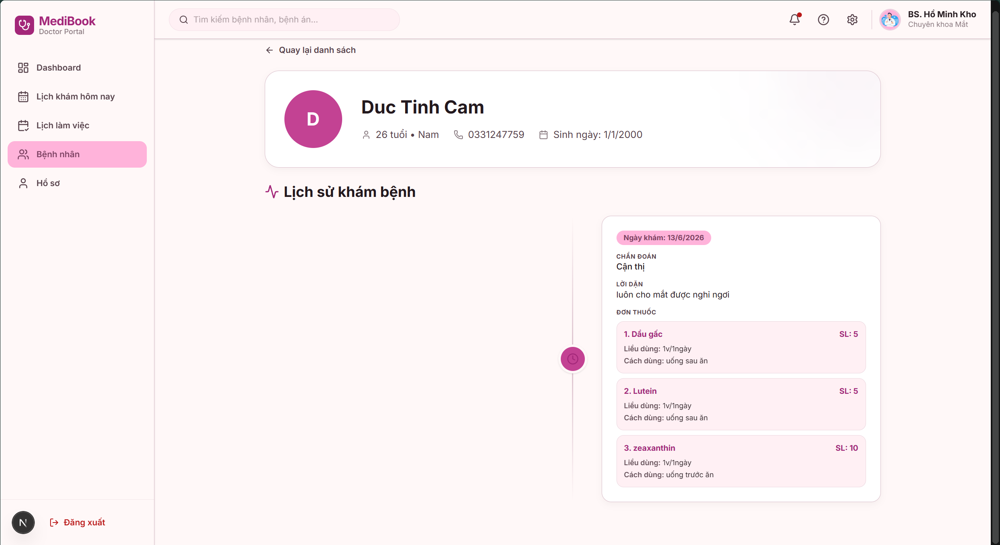 MediBook
Doctor Portal
Dashboard
Lịch khám hôm nay
Lịch làm việc
Bệnh nhân
Hồ sơ
N
Đăng xuất
Tìm kiếm bệnh nhân, bệnh án...
BS. Hồ Minh Kho
Chuyên khoa Mắt
Quay lại danh sách
D
Duc Tinh Cam
26 tuổi • Nam 0331247759 Sinh ngày: 1/1/2000
Lịch sử khám bệnh
Ngày khám: 13/6/2026
CHẨN ĐOÁN
Cận thị
LỜI DẶN
luôn cho mắt được nghỉ ngơi
ĐƠN THUỐC
1. Dầu gấc SL: 5
Liều dùng: 1v/1ngày
Cách dùng: uống sau ăn
2. Lutein SL: 5
Liều dùng: 1v/1ngày
Cách dùng: uống sau ăn
3. zeaxanthin SL: 10
Liều dùng: 1v/1ngày
Cách dùng: uống trước ăn